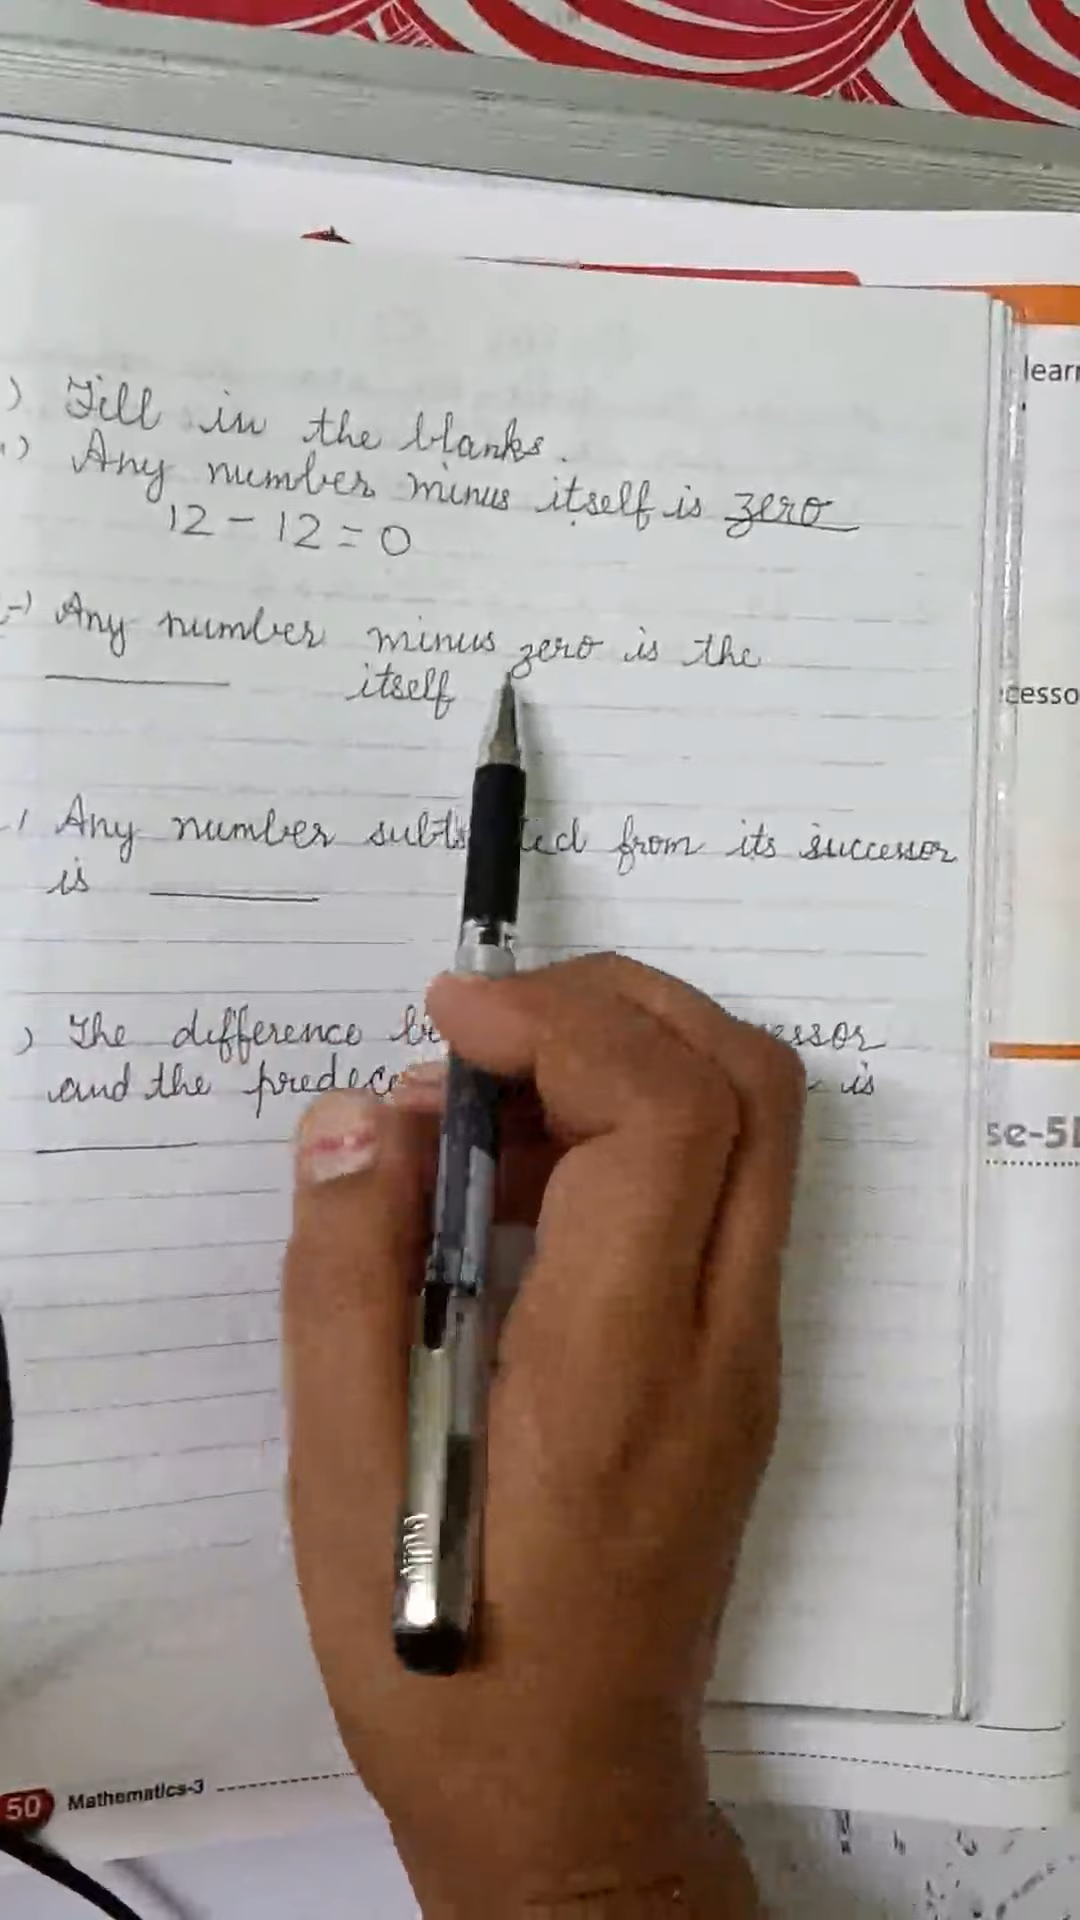 ) Fill in the blanks.
) Any number minus itself is zero
12 - 12 = 0
-) Any number minus zero is the
itself
Any number from its successor
is
) The difference
and the is
learn
cesso
se-5
50 Mathematics-3